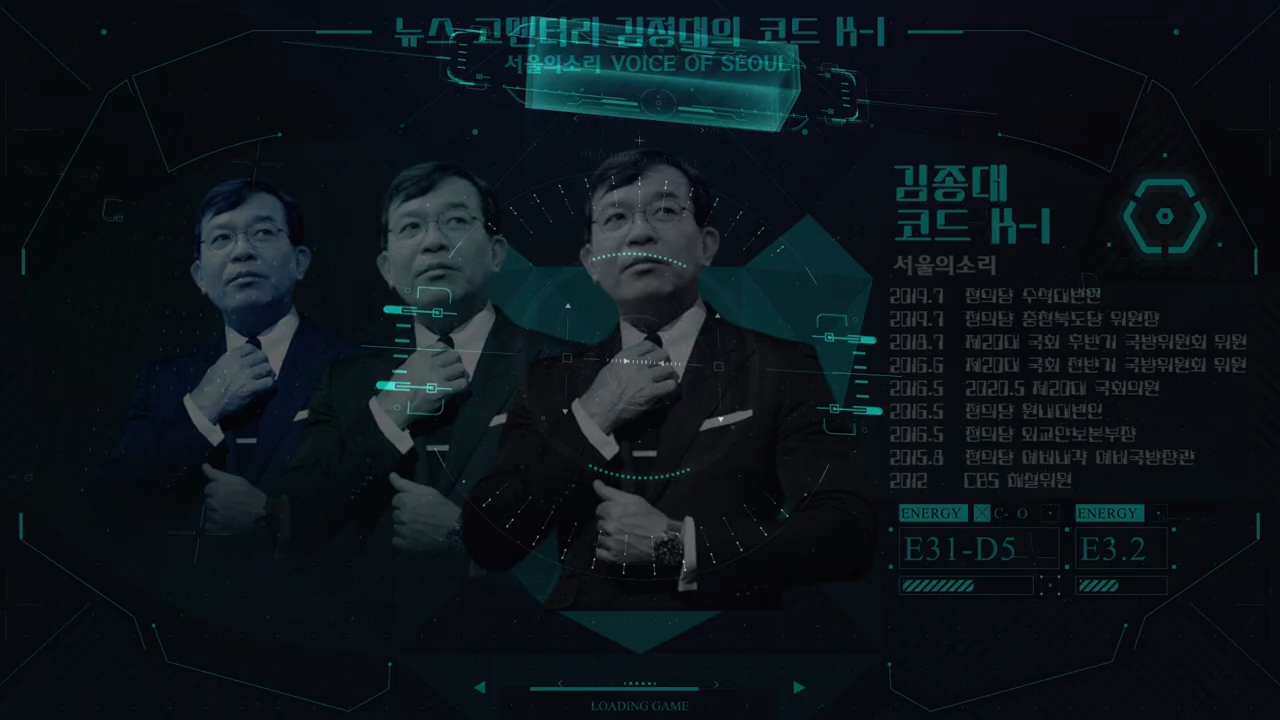 뉴스 코멘터리 김정대의 코드 K-1
서울의소리 VOICE OF SEOUL
김종대
코드 K-1
서울의소리
2019.7 정의당 수석대변인
2019.7 정의당 충청북도당 위원장
2018.7 제20대 국회 후반기 국방위원회 위원
2016.6 제20대 국회 전반기 국방위원회 위원
2016.5 2020.5 제20대 국회의원
2016.5 정의당 원내대변인
2016.5 정의당 외교안보본부장
2015.8 정의당 예비내각 예비국방장관
2012 CBS 해설위원
ENERGY C- O ENERGY
E31-D5 E3.2
LOADING GAME